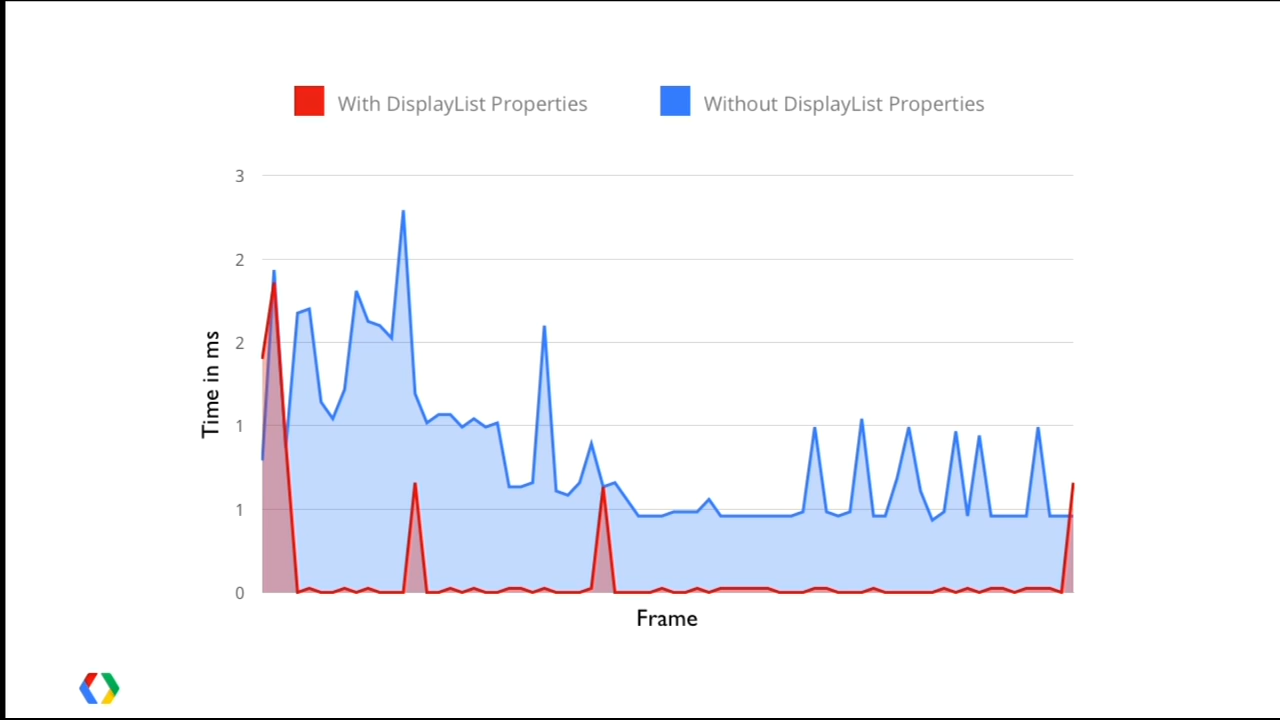 With DisplayList Properties
Without DisplayList Properties
3
2
2
1
1
0
Time in ms
Frame